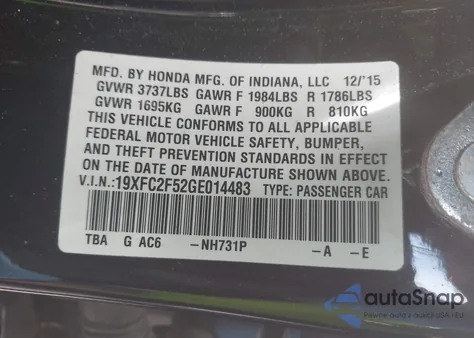 MFD. BY HONDA MFG. OF INDIANA, LLC 12/'15
GVWR 3737LBS GAWR F 1984LBS R 1786LBS
GVWR 1695KG GAWR F 900KG R 810KG
THIS VEHICLE CONFORMS TO ALL APPLICABLE
FEDERAL MOTOR VEHICLE SAFETY, BUMPER,
AND THEFT PREVENTION STANDARDS IN EFFECT
ON THE DATE OF MANUFACTURE SHOWN ABOVE.
V.I.N.:19XFC2F52GE014483 TYPE: PASSENGER CAR
TBA G AC6 -NH731P -A -E
autoSnap